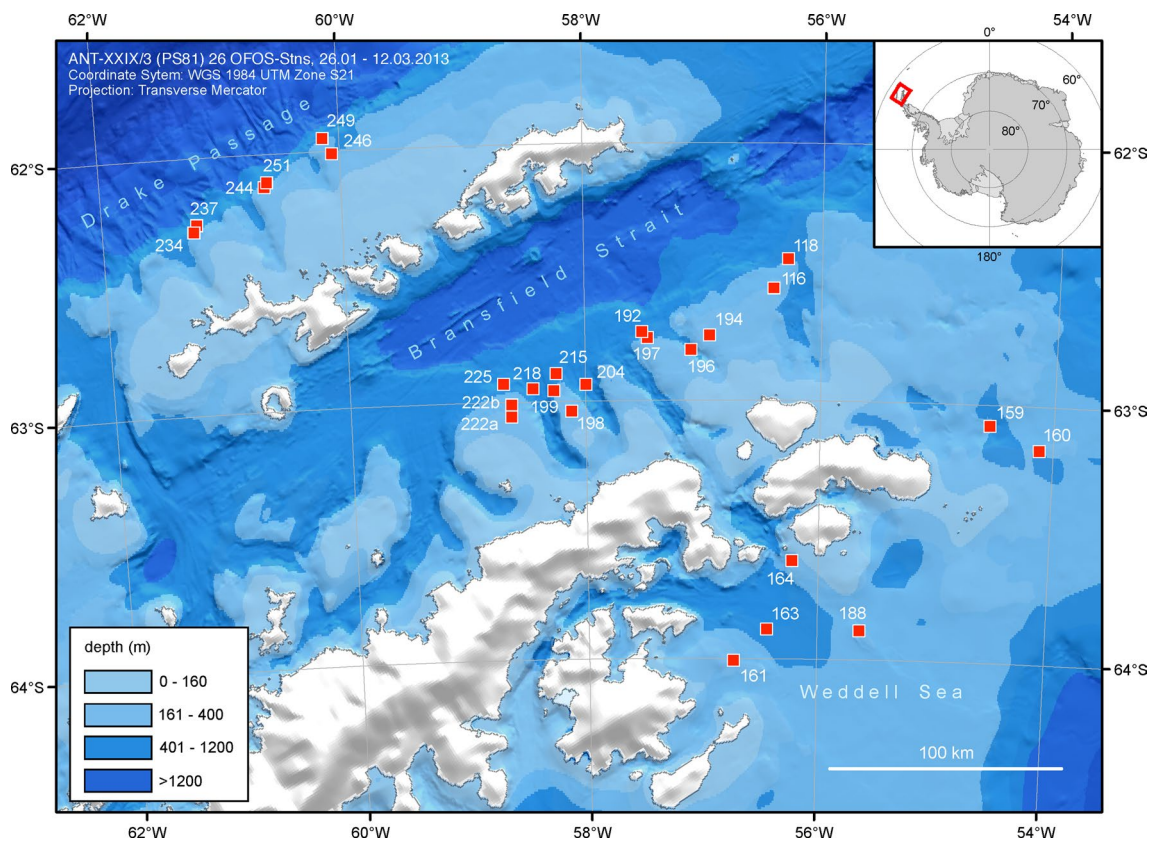 62°W 60°W 58°W 56°W 54°W
ANT-XXIX/3 (PS81) 26 OFOS-Stns, 26.01 - 12.03.2013
Coordinate Sytem: WGS 1984 UTM Zone S21
Projection: Transverse Mercator
0°
60°
70°
80°
180°
Drake Passage
249
246
251
244
237
234
62°S 62°S
Bransfield Strait
118
116
192
194
197
196
215
204
218
225
199
222b
198
222a
63°S 63°S
159
160
164
163
188
161
Weddell Sea
64°S 64°S
depth (m)
0 - 160
161 - 400
401 - 1200
>1200
100 km
62°W 60°W 58°W 56°W 54°W